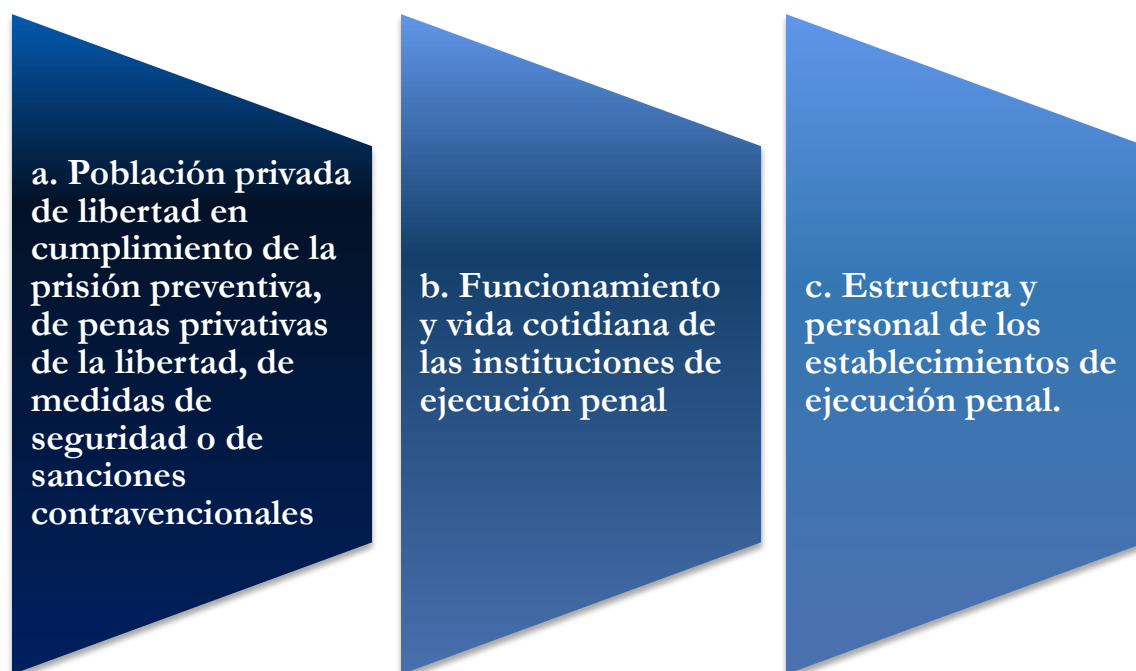 a. Población privada
de libertad en
cumplimiento de la
prisión preventiva,
de penas privativas
de la libertad, de
medidas de
seguridad o de
sanciones
contravencionales
b. Funcionamiento
y vida cotidiana de
las instituciones de
ejecución penal
c. Estructura y
personal de los
establecimientos de
ejecución penal.